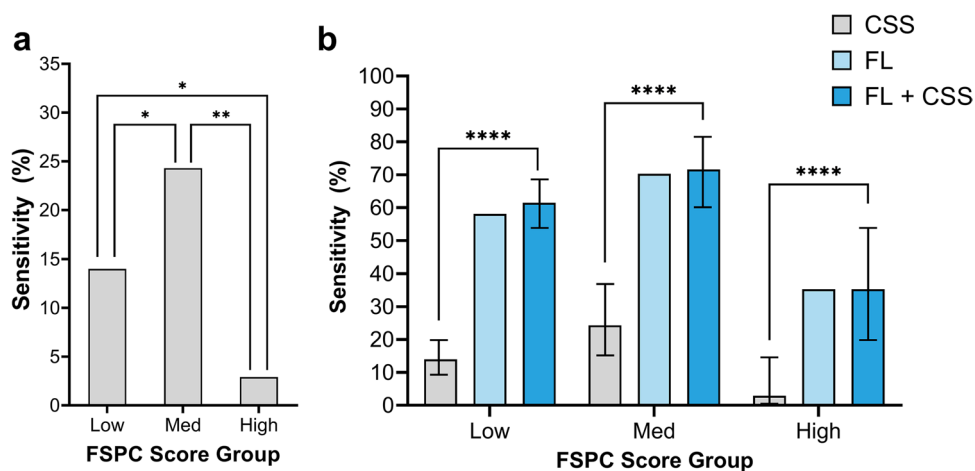 a
35
30
25
20
15
10
5
0
Sensitivity (%)
*
*
**
Low Med High
FSPC Score Group
b
CSS
FL
FL + CSS
100
90
80
70
60
50
40
30
20
10
0
Sensitivity (%)
****
****
****
Low Med High
FSPC Score Group